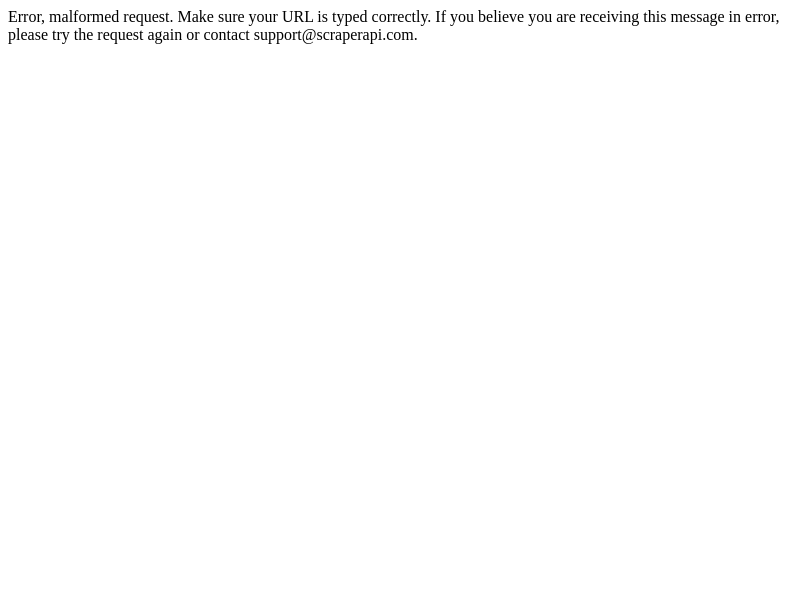 Error, malformed request. Make sure your URL is typed correctly. If you believe you are receiving this message in error,
please try the request again or contact support@scraperapi.com.